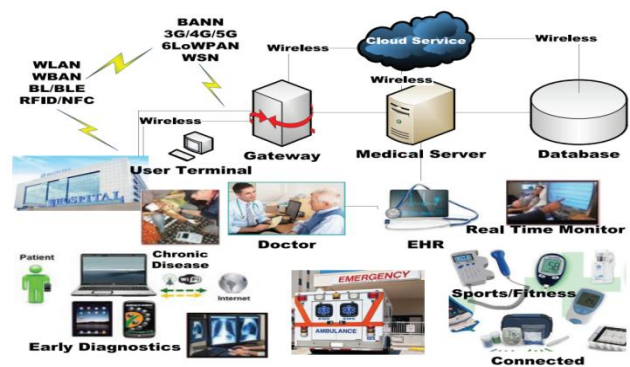 BANN
3G/4G/5G
6LoWPAN
WSN
WLAN
WBAN
BL/BLE
RFID/NFC
Wireless
Cloud Service
Wireless
Wireless
Wireless
User Terminal
Gateway
Medical Server
Database
HOSPITAL
Doctor
EHR
Real Time Monitor
Patient
Chronic
Disease
Wi Fi
Internet
EMERGENCY
AMBULANCE
Sports/Fitness
Early Diagnostics
Connected